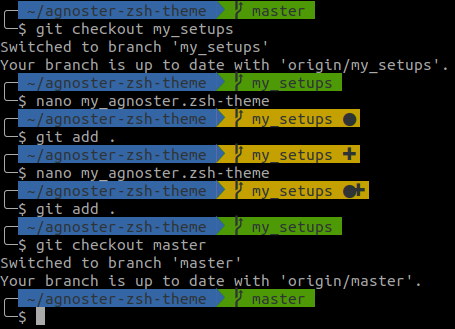 ~/agnoster-zsh-theme master
$ git checkout my_setups
Switched to branch 'my_setups'
Your branch is up to date with 'origin/my_setups'.
~/agnoster-zsh-theme my_setups
$ nano my_agnoster.zsh-theme
~/agnoster-zsh-theme my_setups ●
$ git add .
~/agnoster-zsh-theme my_setups ✚
$ nano my_agnoster.zsh-theme
~/agnoster-zsh-theme my_setups ●✚
$ git add .
~/agnoster-zsh-theme my_setups
$ git checkout master
Switched to branch 'master'
Your branch is up to date with 'origin/master'.
~/agnoster-zsh-theme master
$